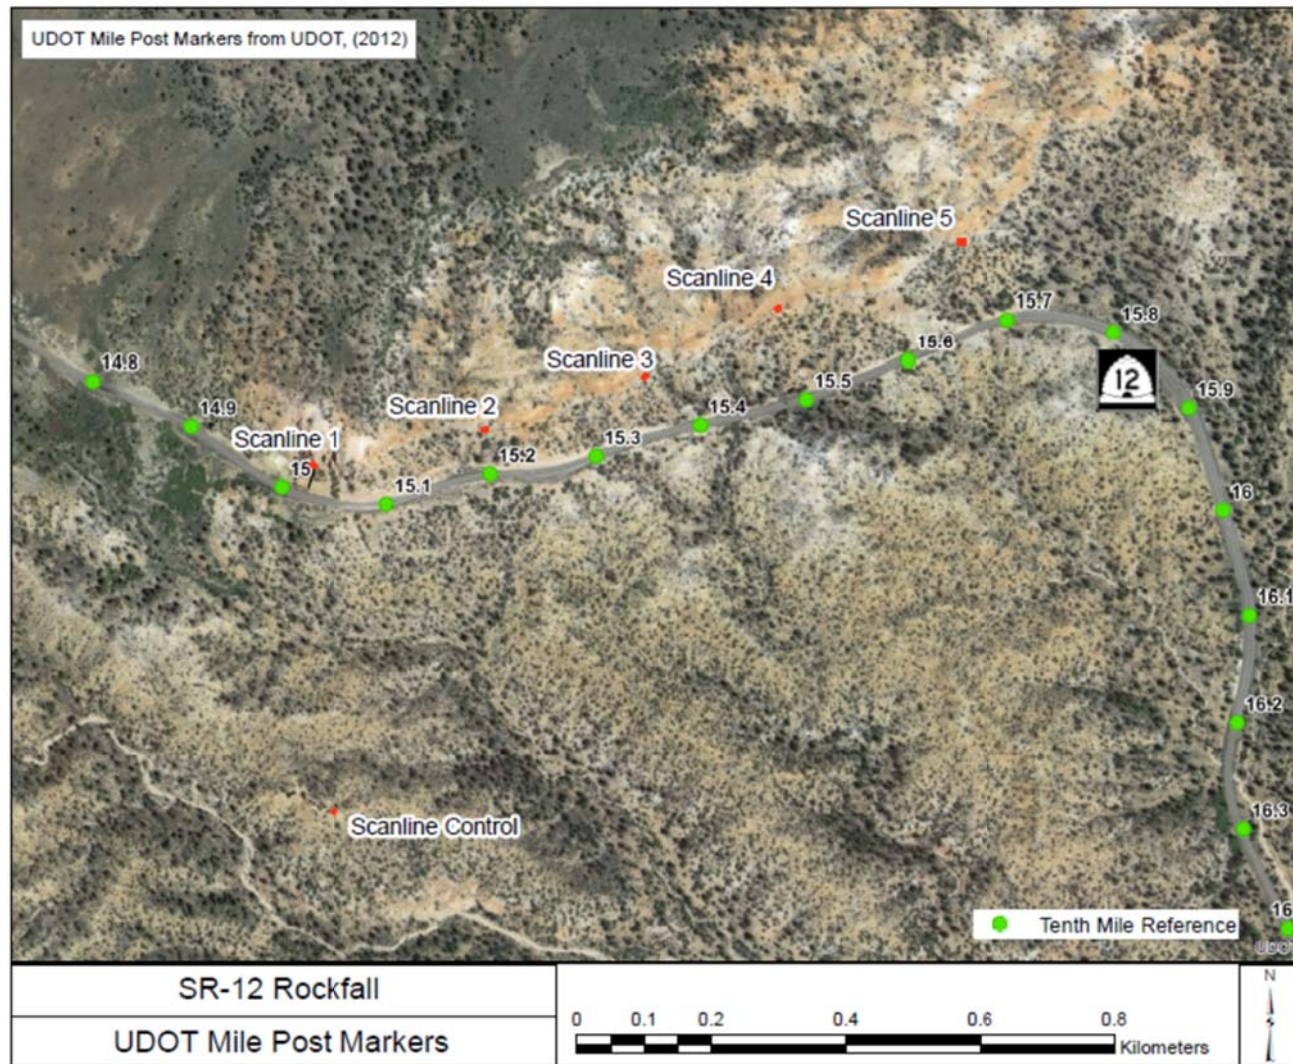 UDOT Mile Post Markers from UDOT, (2012)
Scanline 5
Scanline 4
15.7
15.8
14.8
Scanline 3
15.6
12
14.9
Scanline 2
15.5
15.9
Scanline 1
15.4
15
15.3
15.2
15.1
16
16.1
16.2
16.3
Scanline Control
16
Tenth Mile Reference
UDOT
SR-12 Rockfall
UDOT Mile Post Markers
0 0.1 0.2 0.4 0.6 0.8
Kilometers
N